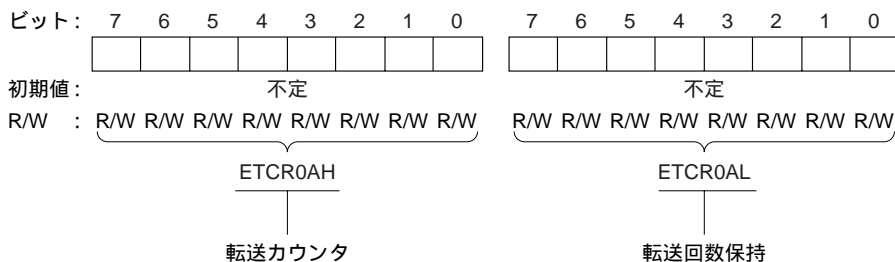 ビット : 7 6 5 4 3 2 1 0 7 6 5 4 3 2 1 0
初期値 : 不定 不定
R/W : R/W R/W R/W R/W R/W R/W R/W R/W R/W R/W R/W R/W R/W R/W R/W R/W
ETCR0AH ETCR0AL
転送カウンタ 転送回数保持